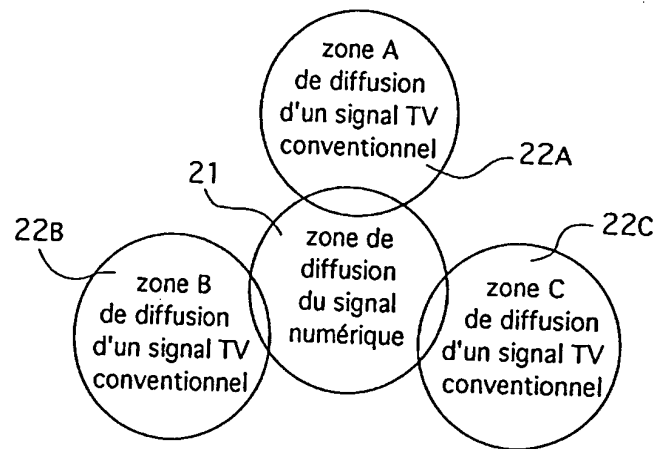 zone A
de diffusion
d'un signal TV
conventionnel
22A
21
22B
22C
zone de
diffusion
du signal
numérique
zone B
de diffusion
d'un signal TV
conventionnel
zone C
de diffusion
d'un signal TV
conventionnel